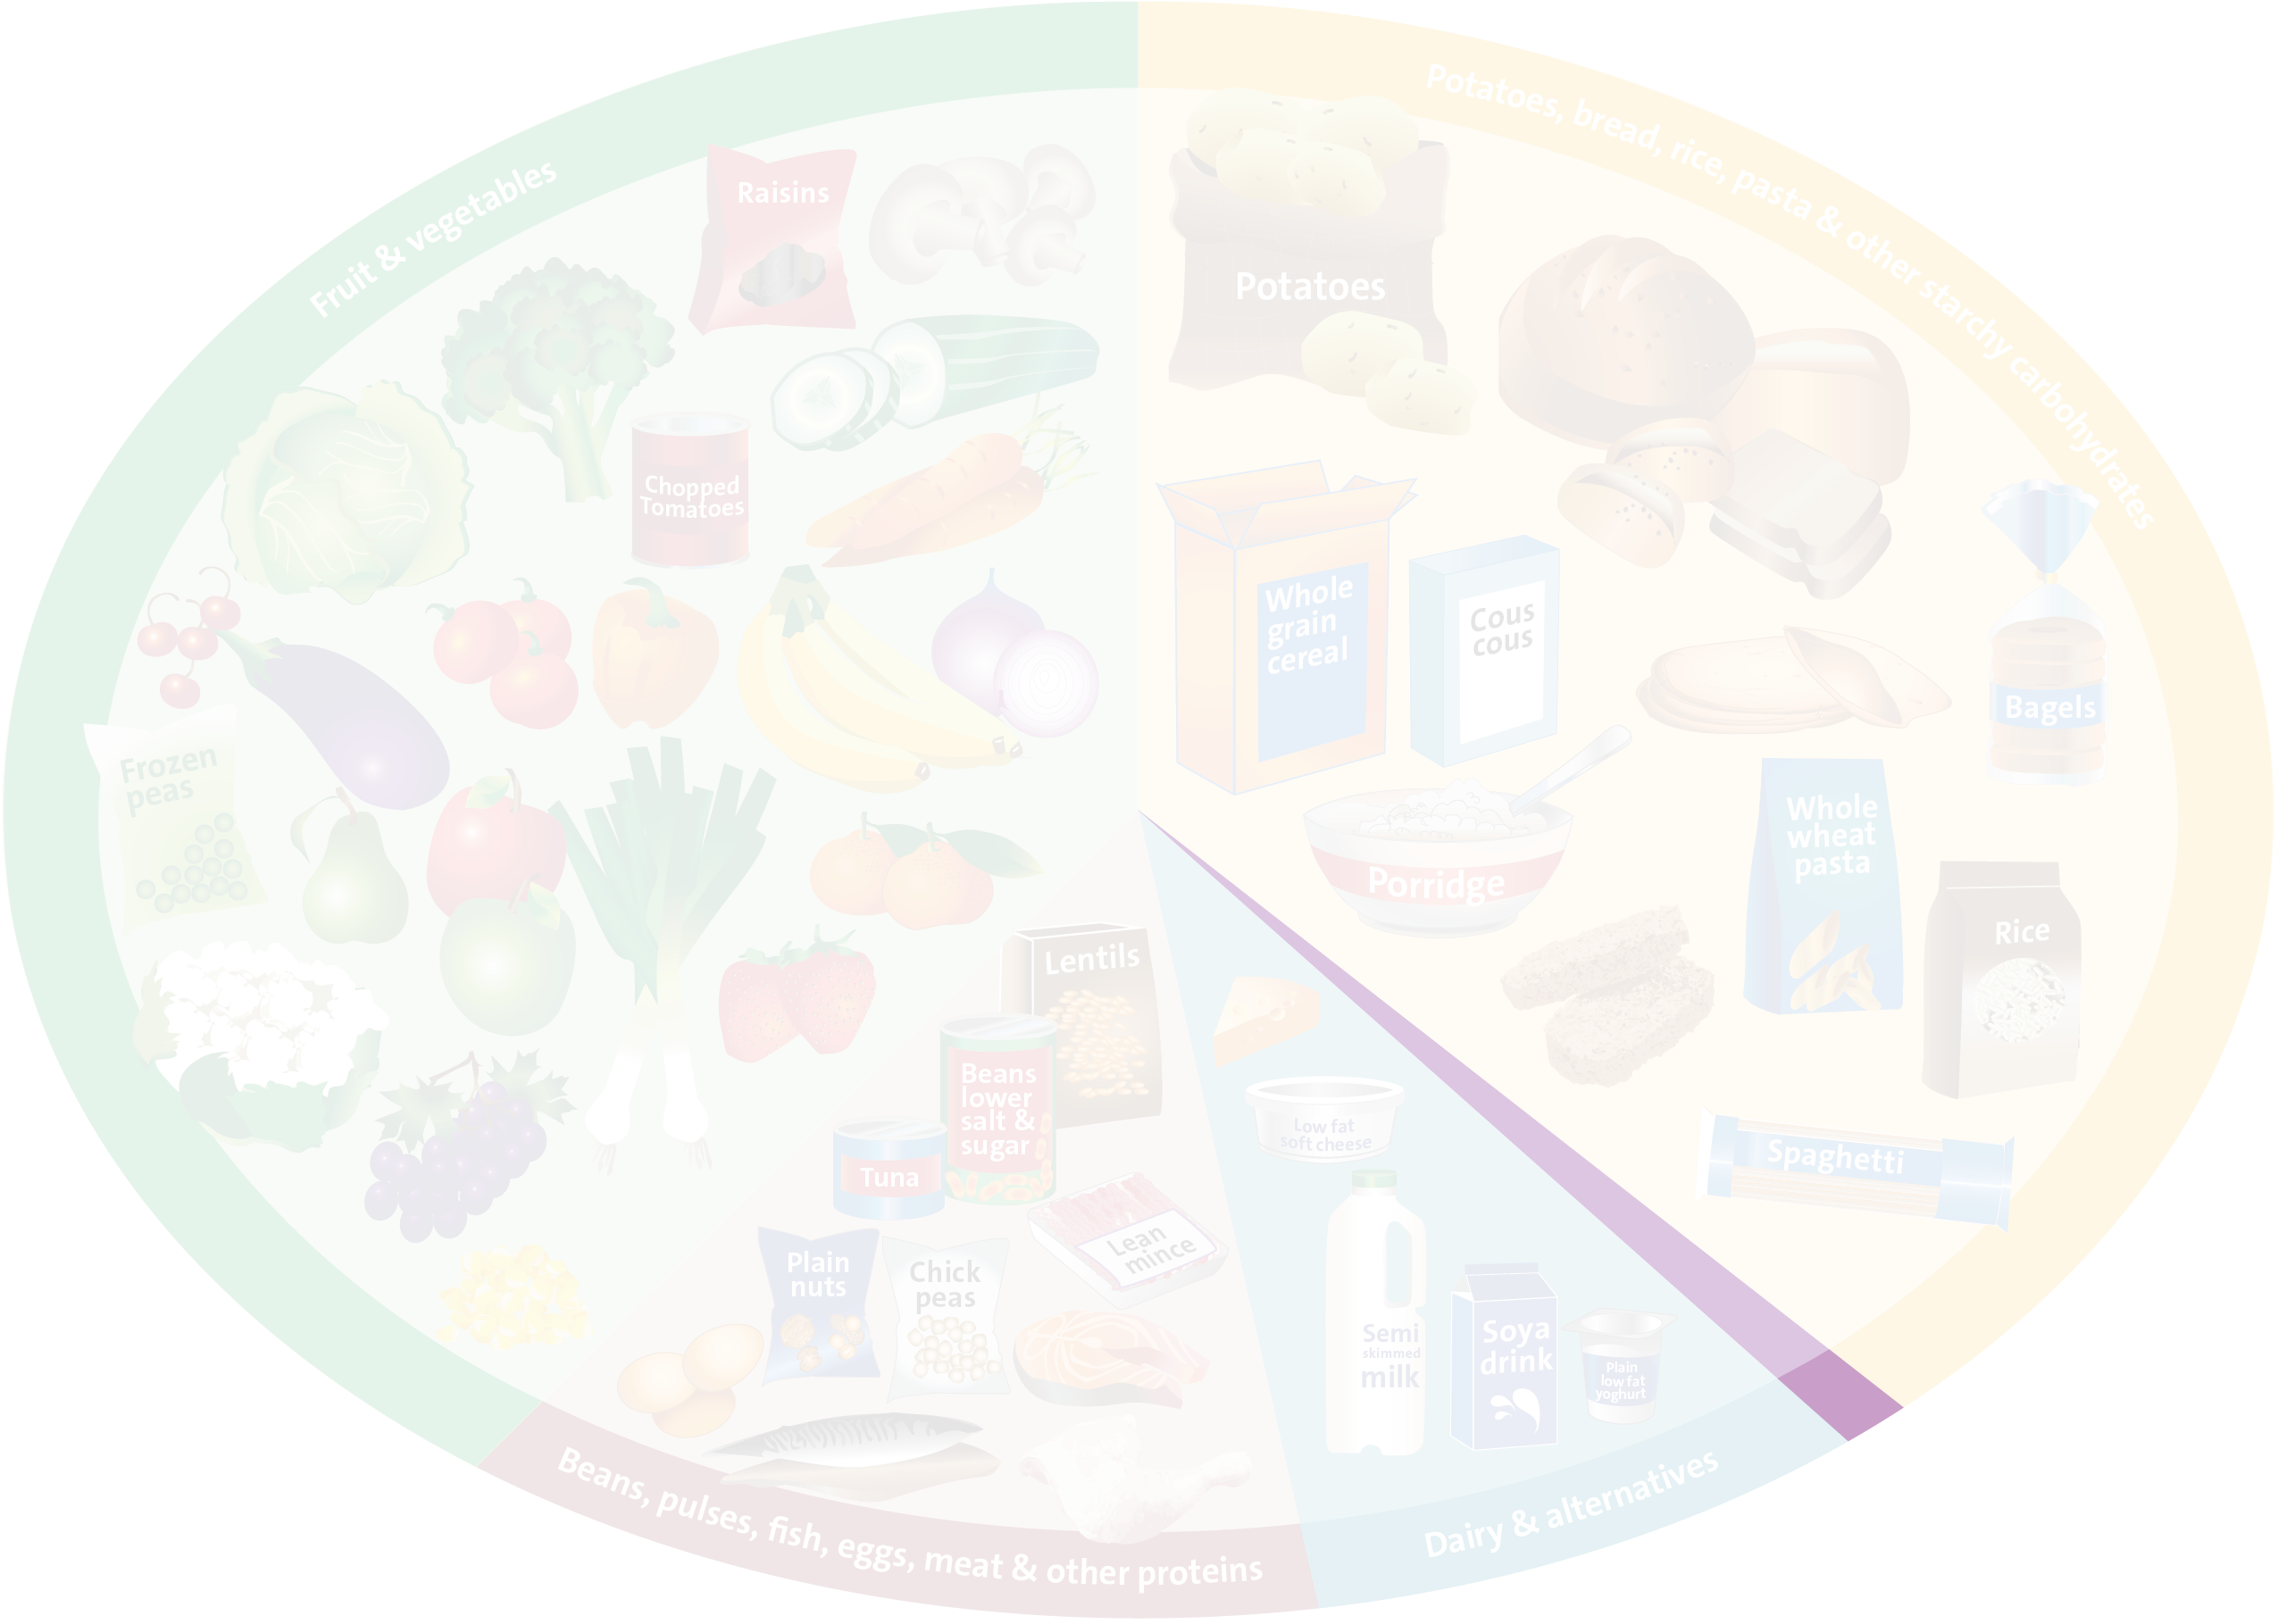 Fruit & vegetables
Potatoes, bread, rice, pasta & other starchy carbohydrates
Raisins
Potatoes
Chopped
Tomatoes
Whole
grain
cereal
Cous
cous
Bagels
Frozen
peas
Whole
wheat
pasta
Porridge
Rice
Lentils
Beans
lower
salt &
sugar
Low fat
soft cheese
Tuna
Spaghetti
Lean
mince
Plain
nuts
Chick
peas
Semi
skimmed
milk
Soya
drink
Plain
low fat
yoghurt
Beans, pulses, fish, eggs, meat & other proteins
Dairy & alternatives